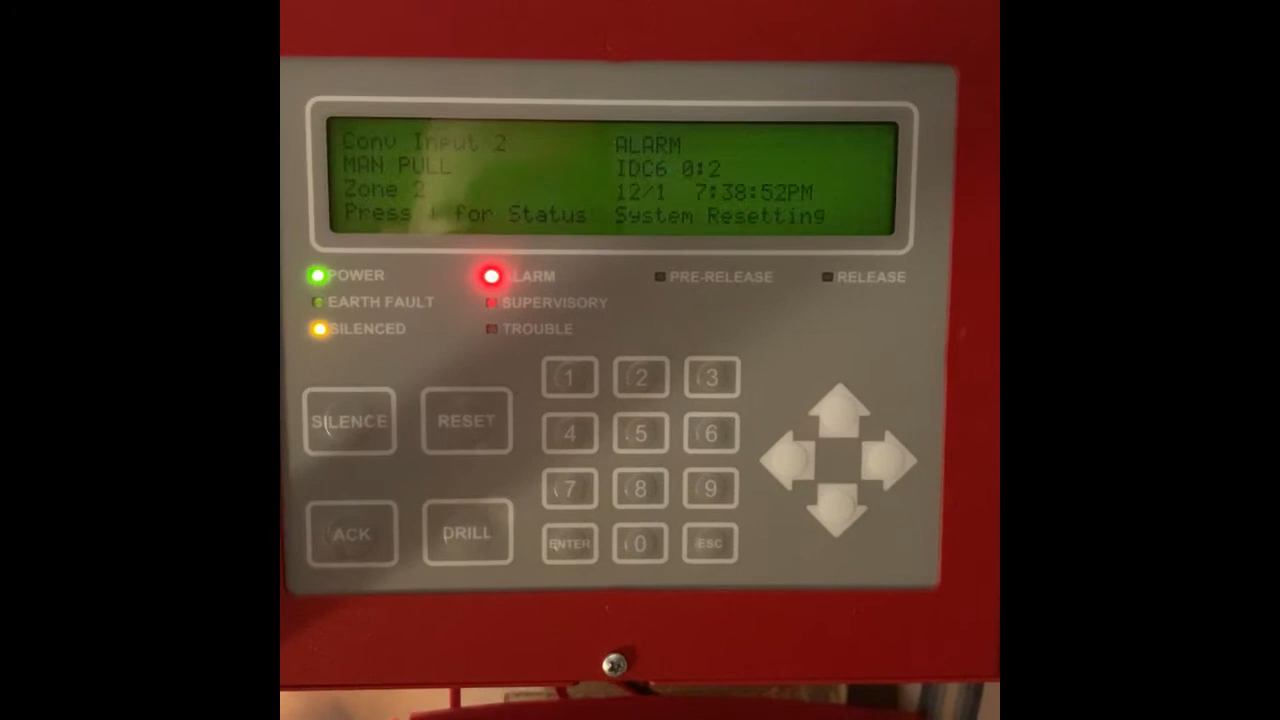 Conv Input 2 ALARM
MAN PULL IDC6 0:2
Zone 2 12/1 7:38:52PM
Press ↓ for Status System Resetting
POWER ALARM PRE-RELEASE RELEASE
EARTH FAULT SUPERVISORY
SILENCED TROUBLE
1 2 3
SILENCE RESET 4 5 6
7 8 9
ACK DRILL ENTER 0 ESC